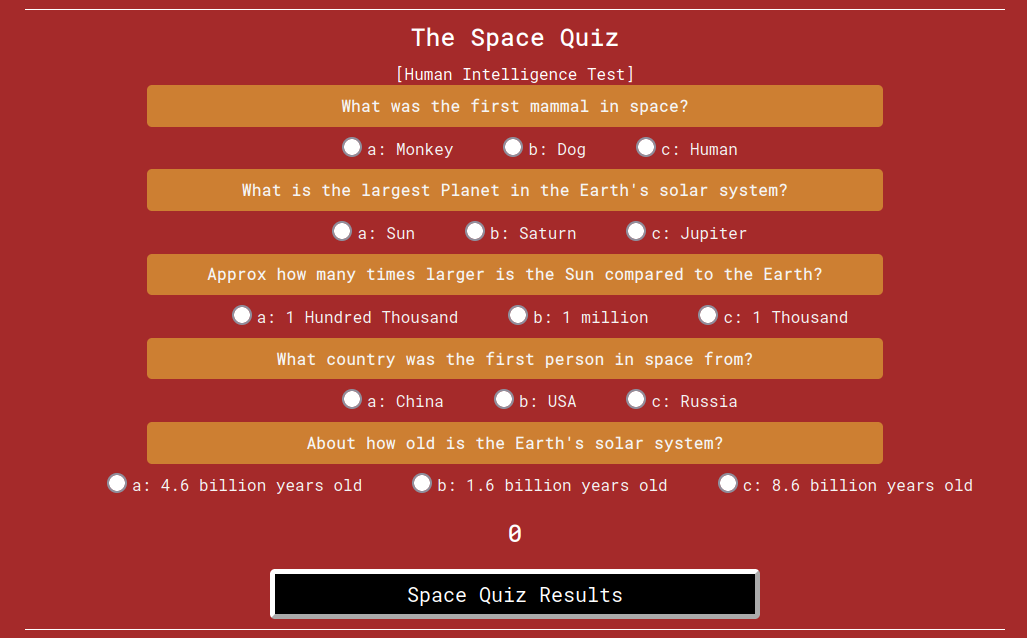 The Space Quiz
[Human Intelligence Test]
What was the first mammal in space?
a: Monkey b: Dog c: Human
What is the largest Planet in the Earth's solar system?
a: Sun b: Saturn c: Jupiter
Approx how many times larger is the Sun compared to the Earth?
a: 1 Hundred Thousand b: 1 million c: 1 Thousand
What country was the first person in space from?
a: China b: USA c: Russia
About how old is the Earth's solar system?
a: 4.6 billion years old b: 1.6 billion years old c: 8.6 billion years old
0
Space Quiz Results